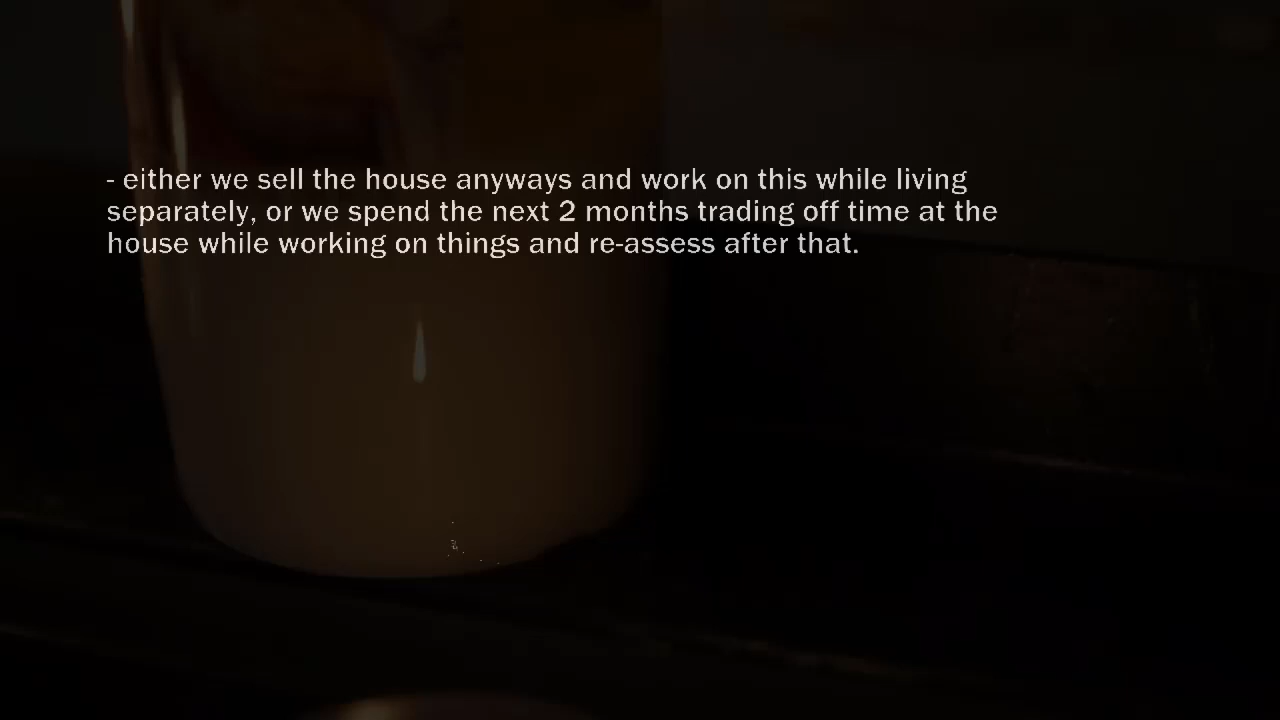 - either we sell the house anyways and work on this while living
separately, or we spend the next 2 months trading off time at the
house while working on things and re-assess after that.